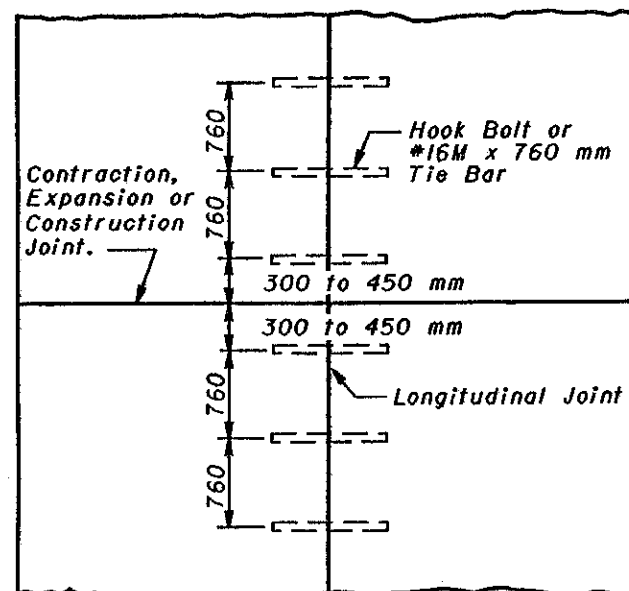 760
Hook Bolt or
#16M x 760 mm
Tie Bar
Contraction,
Expansion or
Construction
Joint.
760
300 to 450 mm
300 to 450 mm
760
Longitudinal Joint
760